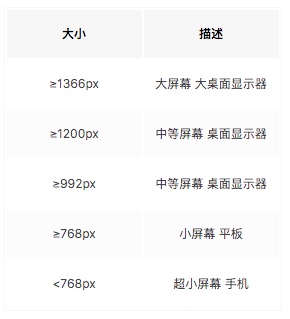 大小 描述
≥1366px 大屏幕 大桌面显示器
≥1200px 中等屏幕 桌面显示器
≥992px 中等屏幕 桌面显示器
≥768px 小屏幕 平板
<768px 超小屏幕 手机